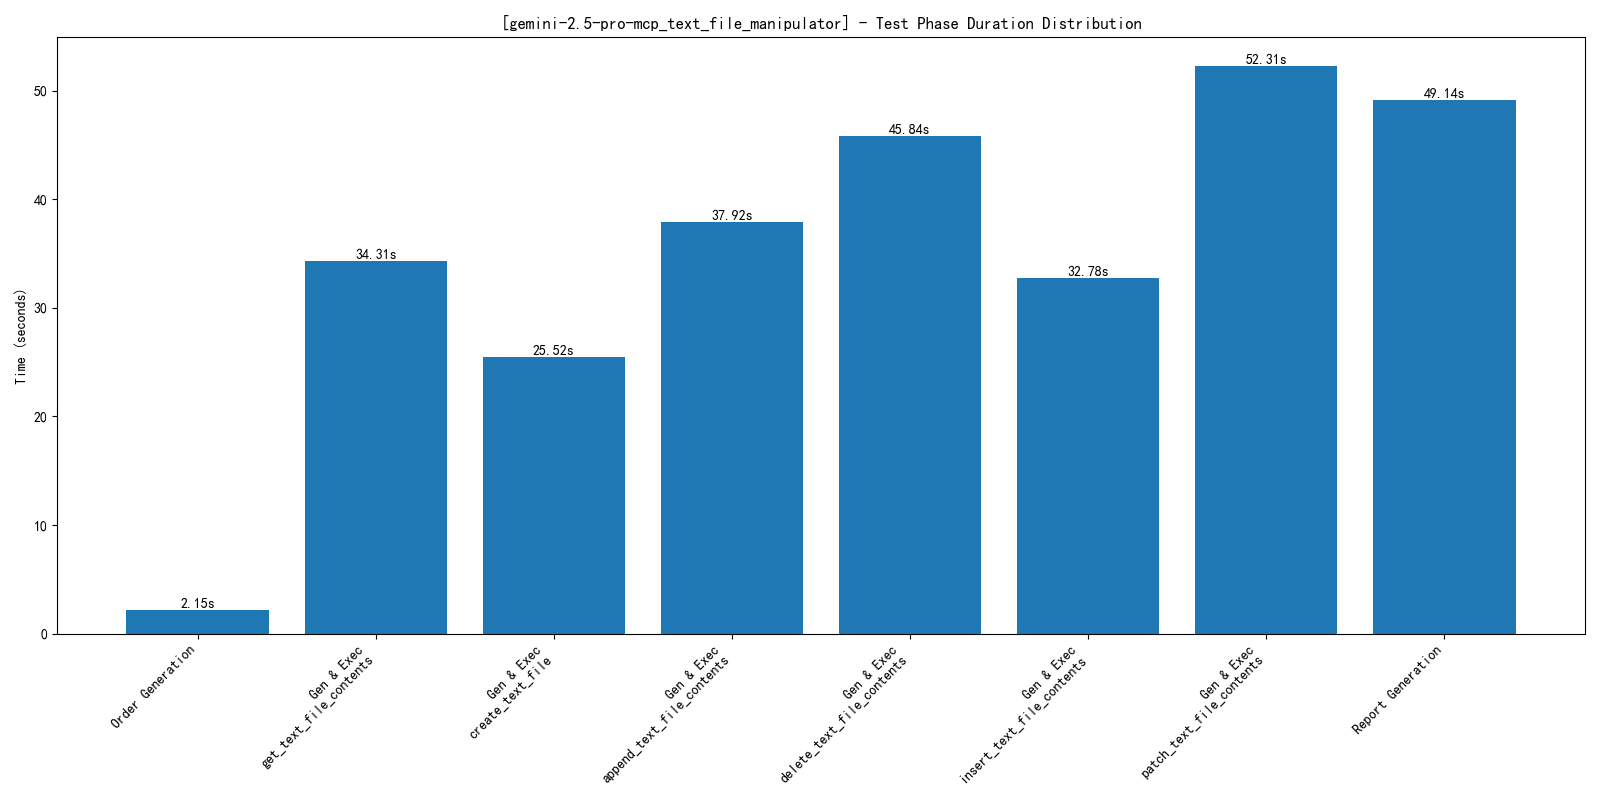 [gemini-2.5-pro-mcp_text_file_manipulator] - Test Phase Duration Distribution
Time (seconds)
50
40
30
20
10
0
2.15s
34.31s
25.52s
37.92s
45.84s
32.78s
52.31s
49.14s
Order Generation
Gen & Exec
get_text_file_contents
Gen & Exec
create_text_file
Gen & Exec
append_text_file_contents
Gen & Exec
delete_text_file_contents
Gen & Exec
insert_text_file_contents
Gen & Exec
patch_text_file_contents
Report Generation